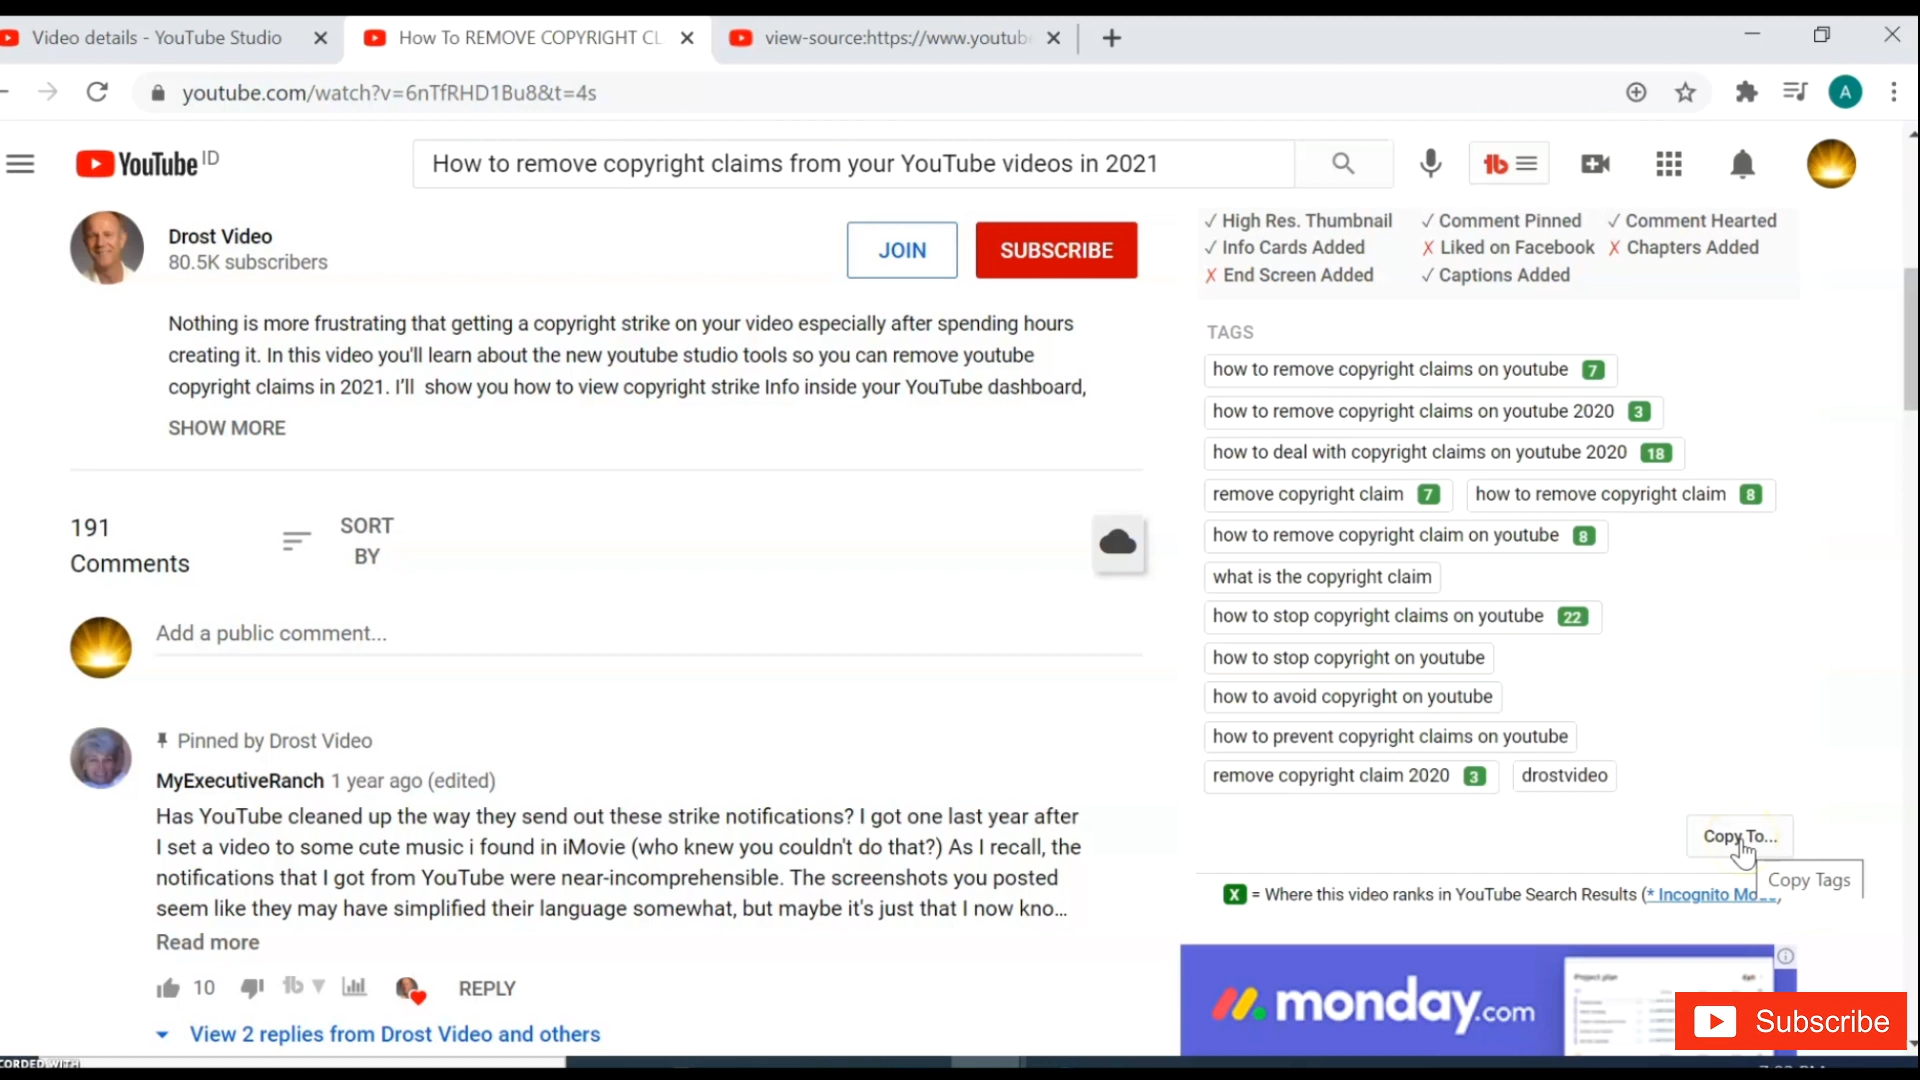 Video details - YouTube Studio
How To REMOVE COPYRIGHT CL
view-source:https://www.youtub
youtube.com/watch?v=6nTfRHD1Bu8&t=4s
A
YouTube ID
How to remove copyright claims from your YouTube videos in 2021
tb
Drost Video
80.5K subscribers
JOIN
SUBSCRIBE
Nothing is more frustrating that getting a copyright strike on your video especially after spending hours
creating it. In this video you'll learn about the new youtube studio tools so you can remove youtube
copyright claims in 2021. I'll show you how to view copyright strike Info inside your YouTube dashboard,
SHOW MORE
191
Comments
SORT
BY
Add a public comment...
Pinned by Drost Video
MyExecutiveRanch 1 year ago (edited)
Has YouTube cleaned up the way they send out these strike notifications? I got one last year after
I set a video to some cute music i found in iMovie (who knew you couldn't do that?) As I recall, the
notifications that I got from YouTube were near-incomprehensible. The screenshots you posted
seem like they may have simplified their language somewhat, but maybe it's just that I now kno...
Read more
10
tb
REPLY
View 2 replies from Drost Video and others
✓ High Res. Thumbnail ✓ Comment Pinned ✓ Comment Hearted
✓ Info Cards Added ✗ Liked on Facebook ✗ Chapters Added
✗ End Screen Added ✓ Captions Added
TAGS
how to remove copyright claims on youtube 7
how to remove copyright claims on youtube 2020 3
how to deal with copyright claims on youtube 2020 18
remove copyright claim 7 how to remove copyright claim 8
how to remove copyright claim on youtube 8
what is the copyright claim
how to stop copyright claims on youtube 22
how to stop copyright on youtube
how to avoid copyright on youtube
how to prevent copyright claims on youtube
remove copyright claim 2020 3 drostvideo
Copy To...
Copy Tags
X = Where this video ranks in YouTube Search Results (* Incognito
monday.com
Project plan
Subscribe